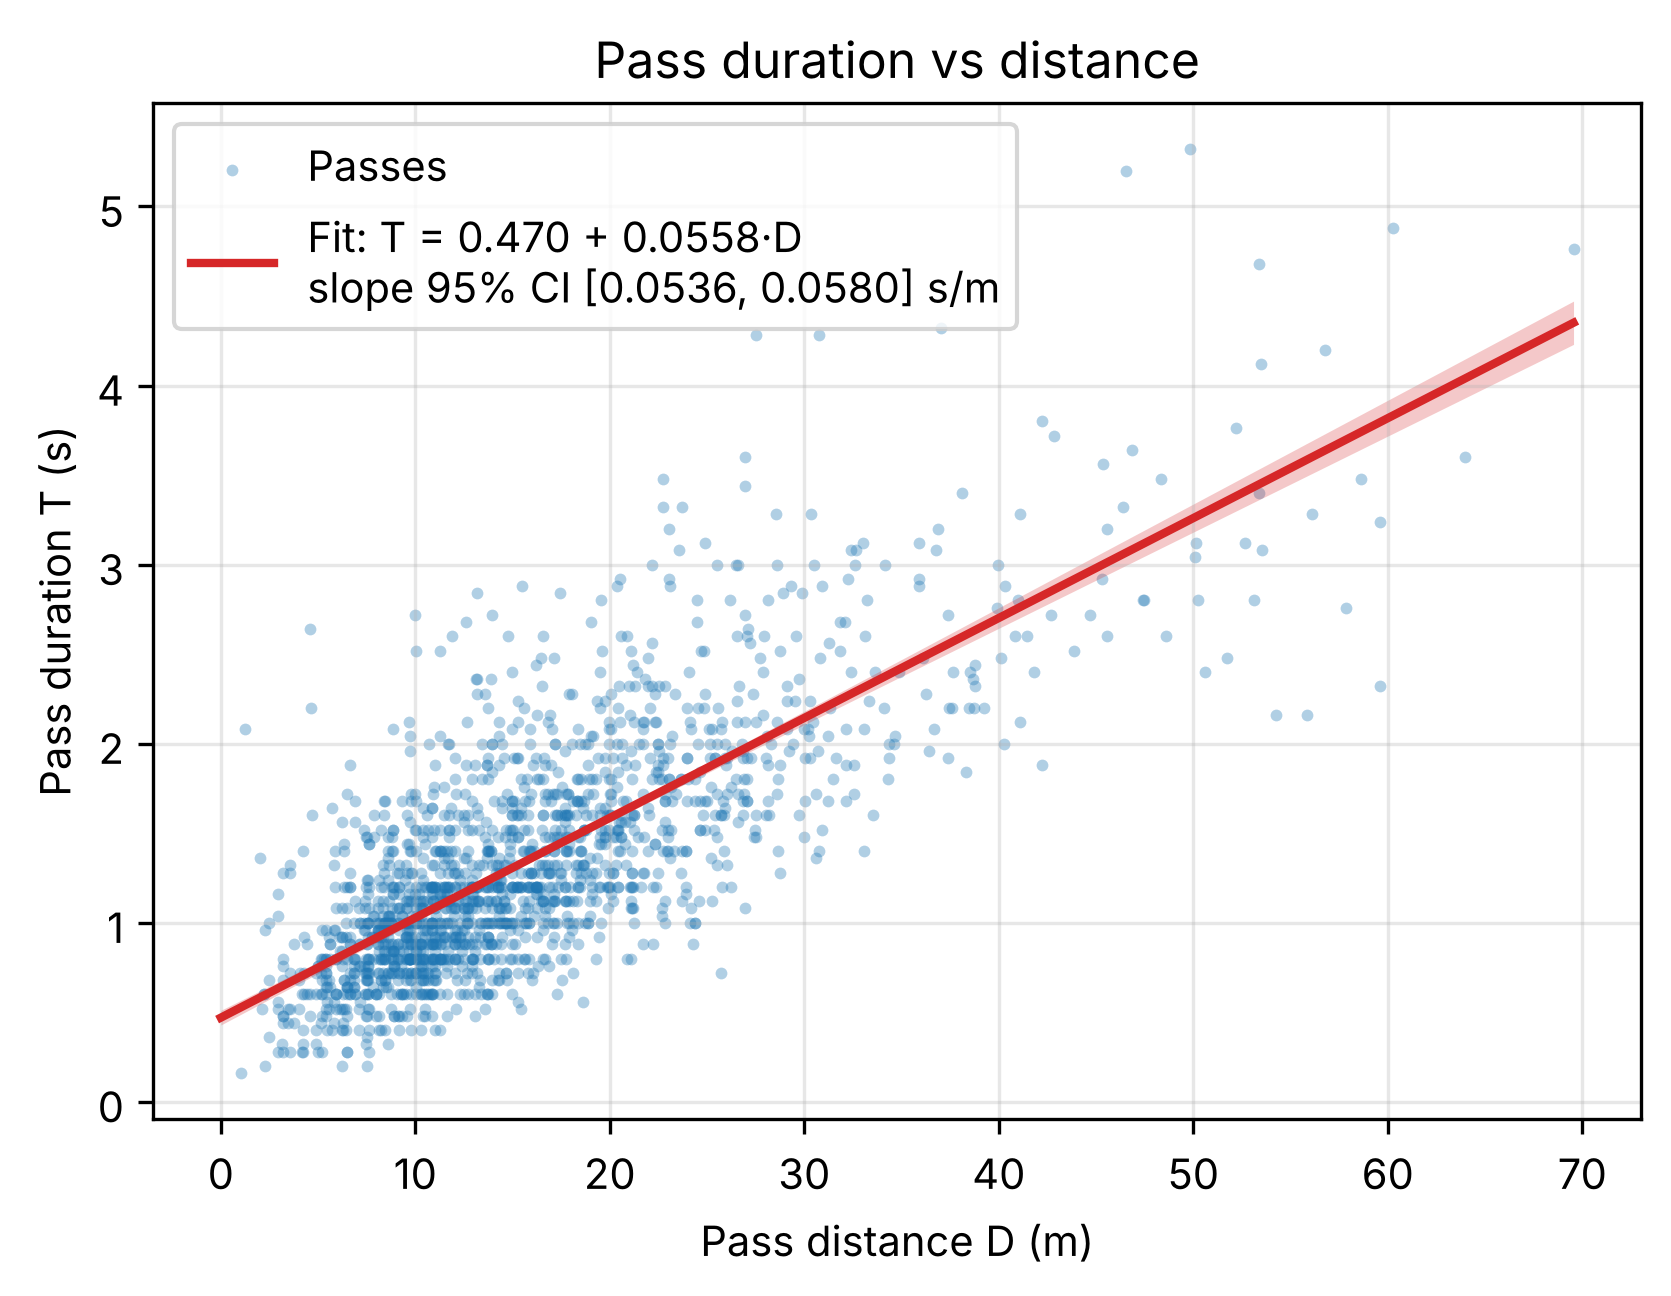 Pass duration vs distance
Passes
Fit: T = 0.470 + 0.0558·D
slope 95% CI [0.0536, 0.0580] s/m
Pass duration T (s)
5
4
3
2
1
0
0 10 20 30 40 50 60 70
Pass distance D (m)